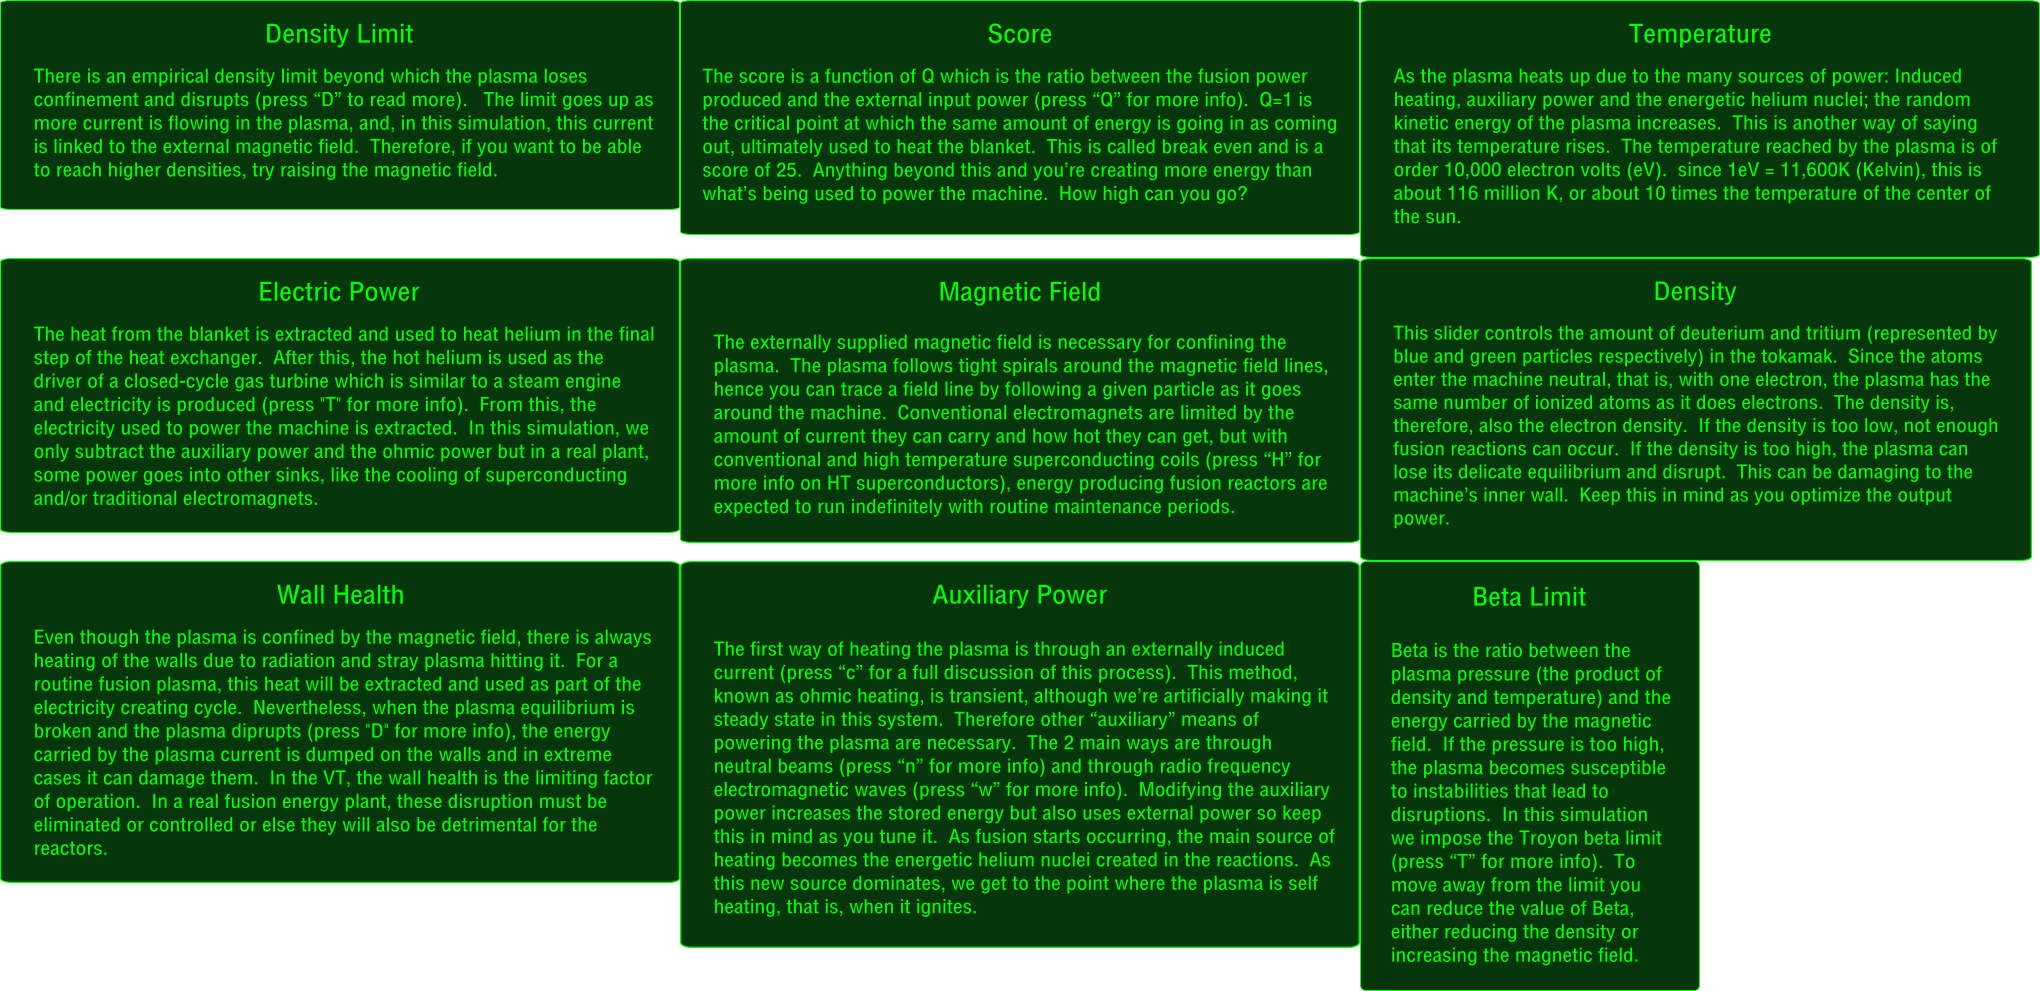 Density Limit
There is an empirical density limit beyond which the plasma loses
confinement and disrupts (press “D” to read more).   The limit goes up as
more current is flowing in the plasma, and, in this simulation, this current
is linked to the external magnetic field.  Therefore, if you want to be able
to reach higher densities, try raising the magnetic field.
Score
The score is a function of Q which is the ratio between the fusion power
produced and the external input power (press “Q” for more info).  Q=1 is
the critical point at which the same amount of energy is going in as coming
out, ultimately used to heat the blanket.  This is called break even and is a
score of 25.  Anything beyond this and you’re creating more energy than
what’s being used to power the machine.  How high can you go?
Temperature
As the plasma heats up due to the many sources of power: Induced
heating, auxiliary power and the energetic helium nuclei; the random
kinetic energy of the plasma increases.  This is another way of saying
that its temperature rises.  The temperature reached by the plasma is of
order 10,000 electron volts (eV).  since 1eV = 11,600K (Kelvin), this is
about 116 million K, or about 10 times the temperature of the center of
the sun.
Electric Power
The heat from the blanket is extracted and used to heat helium in the final
step of the heat exchanger.  After this, the hot helium is used as the
driver of a closed-cycle gas turbine which is similar to a steam engine
and electricity is produced (press "T" for more info).  From this, the
electricity used to power the machine is extracted.  In this simulation, we
only subtract the auxiliary power and the ohmic power but in a real plant,
some power goes into other sinks, like the cooling of superconducting
and/or traditional electromagnets.
Magnetic Field
The externally supplied magnetic field is necessary for confining the
plasma.  The plasma follows tight spirals around the magnetic field lines,
hence you can trace a field line by following a given particle as it goes
around the machine.  Conventional electromagnets are limited by the
amount of current they can carry and how hot they can get, but with
conventional and high temperature superconducting coils (press “H” for
more info on HT superconductors), energy producing fusion reactors are
expected to run indefinitely with routine maintenance periods.
Density
This slider controls the amount of deuterium and tritium (represented by
blue and green particles respectively) in the tokamak.  Since the atoms
enter the machine neutral, that is, with one electron, the plasma has the
same number of ionized atoms as it does electrons.  The density is,
therefore, also the electron density.  If the density is too low, not enough
fusion reactions can occur.  If the density is too high, the plasma can
lose its delicate equilibrium and disrupt.  This can be damaging to the
machine’s inner wall.  Keep this in mind as you optimize the output
power.
Wall Health
Even though the plasma is confined by the magnetic field, there is always
heating of the walls due to radiation and stray plasma hitting it.  For a
routine fusion plasma, this heat will be extracted and used as part of the
electricity creating cycle.  Nevertheless, when the plasma equilibrium is
broken and the plasma diprupts (press "D" for more info), the energy
carried by the plasma current is dumped on the walls and in extreme
cases it can damage them.  In the VT, the wall health is the limiting factor
of operation.  In a real fusion energy plant, these disruption must be
eliminated or controlled or else they will also be detrimental for the
reactors.
Auxiliary Power
The first way of heating the plasma is through an externally induced
current (press “c” for a full discussion of this process).  This method,
known as ohmic heating, is transient, although we’re artificially making it
steady state in this system.  Therefore other “auxiliary” means of
powering the plasma are necessary.  The 2 main ways are through
neutral beams (press “n” for more info) and through radio frequency
electromagnetic waves (press “w” for more info).  Modifying the auxiliary
power increases the stored energy but also uses external power so keep
this in mind as you tune it.  As fusion starts occurring, the main source of
heating becomes the energetic helium nuclei created in the reactions.  As
this new source dominates, we get to the point where the plasma is self
heating, that is, when it ignites.
Beta Limit
Beta is the ratio between the
plasma pressure (the product of
density and temperature) and the
energy carried by the magnetic
field.  If the pressure is too high,
the plasma becomes susceptible
to instabilities that lead to
disruptions.  In this simulation
we impose the Troyon beta limit
(press “T” for more info).  To
move away from the limit you
can reduce the value of Beta,
either reducing the density or
increasing the magnetic field.